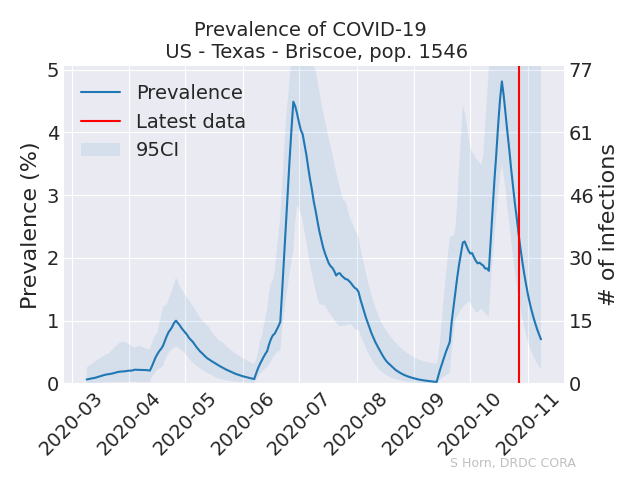 Prevalence of COVID-19
US - Texas - Briscoe, pop. 1546
Prevalence
Latest data
95CI
Prevalence (%)
5
4
3
2
1
0
# of infections
77
61
46
30
15
0
2020-03
2020-04
2020-05
2020-06
2020-07
2020-08
2020-09
2020-10
2020-11
S Horn, DRDC CORA